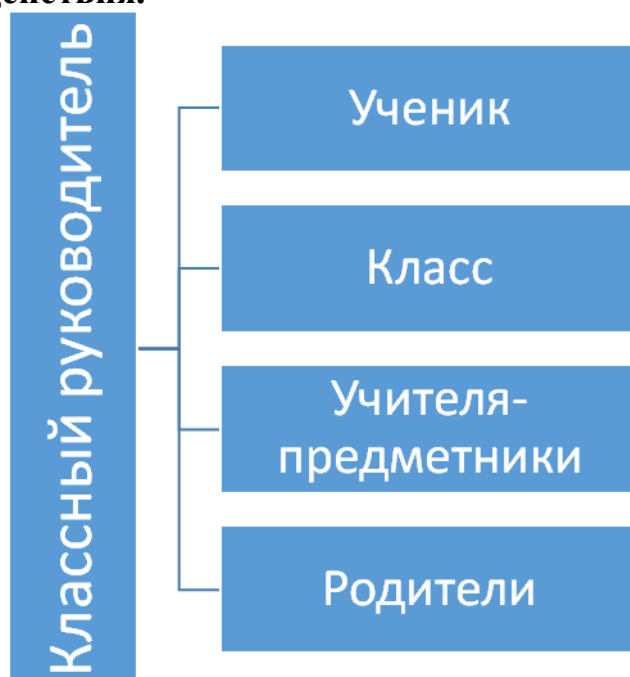 Классный руководитель
Ученик
Класс
Учителя-
предметники
Родители